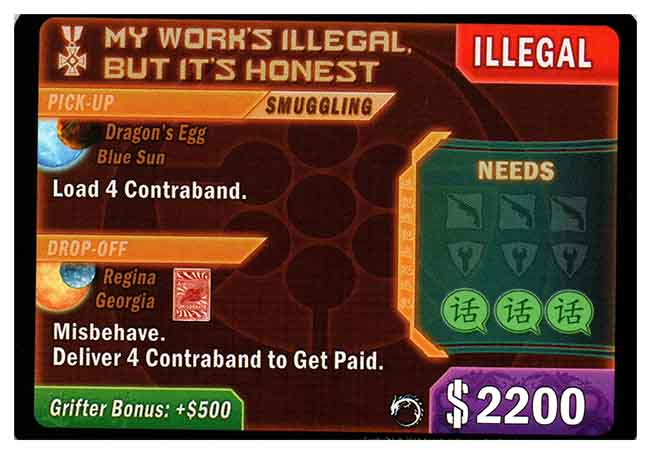 MY WORK'S ILLEGAL,
BUT IT'S HONEST
ILLEGAL
PICK-UP
SMUGGLING
Dragon's Egg
Blue Sun
Load 4 Contraband.
NEEDS
DROP-OFF
Regina
Georgia
话 话 话
Misbehave.
Deliver 4 Contraband to Get Paid.
Grifter Bonus: +$500
$2200